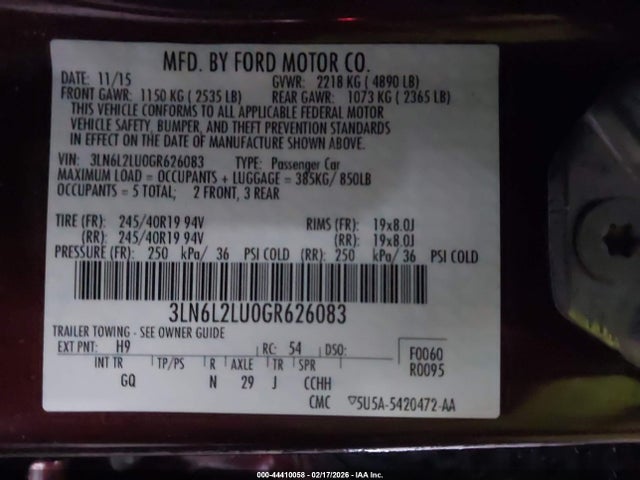 MFD. BY FORD MOTOR CO.
DATE: 11/15 GVWR: 2218 KG ( 4890 LB)
FRONT GAWR: 1150 KG ( 2535 LB) REAR GAWR: 1073 KG ( 2365 LB)
THIS VEHICLE CONFORMS TO ALL APPLICABLE FEDERAL MOTOR
VEHICLE SAFETY, BUMPER, AND THEFT PREVENTION STANDARDS
IN EFFECT ON THE DATE OF MANUFACTURE SHOWN ABOVE.
VIN: 3LN6L2LU0GR626083 TYPE: Passenger Car
MAXIMUM LOAD = OCCUPANTS + LUGGAGE = 385KG/ 850LB
OCCUPANTS = 5 TOTAL; 2 FRONT, 3 REAR
TIRE (FR): 245/40R19 94V RIMS (FR): 19x8.0J
(RR): 245/40R19 94V (RR): 19x8.0J
PRESSURE (FR): 250 kPa/ 36 PSI COLD (RR): 250 kPa/ 36 PSI COLD
3LN6L2LU0GR626083
TRAILER TOWING - SEE OWNER GUIDE
EXT PNT: H9 RC: 54 DSO: F0060
R0095
INT TR TP/PS R AXLE TR SPR
GQ N 29 J CCHH
CMC ▽5U5A-5420472-AA
000-44410058 - 02/17/2026 - IAA Inc.